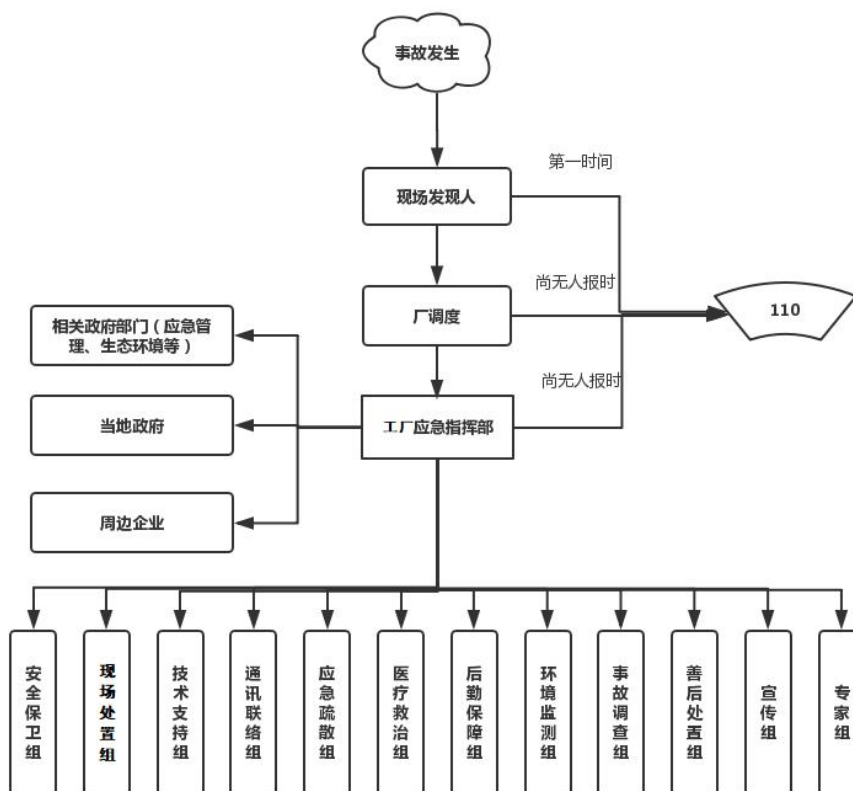 事故发生
第一时间
现场发现人
尚无人报时
110
厂调度
相关政府部门（应急管
理、生态环境等）
尚无人报时
当地政府
工厂应急指挥部
周边企业
安全保卫组
现场处置组
技术支持组
通讯联络组
应急疏散组
医疗救治组
后勤保障组
环境监测组
事故调查组
善后处置组
宣传组
专家组